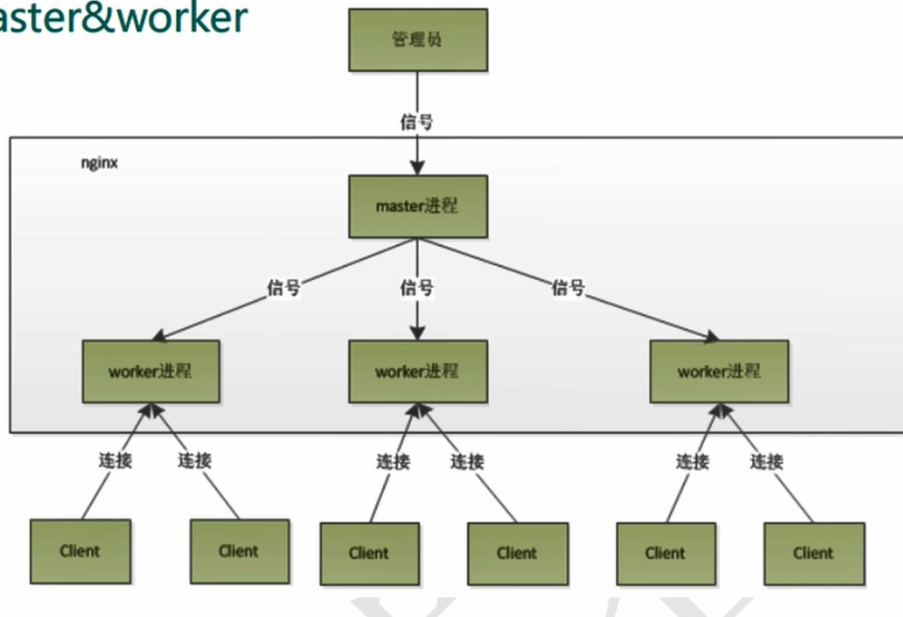 aster&worker
管理员
信号
nginx
master进程
信号 信号 信号
worker进程 worker进程 worker进程
连接 连接 连接 连接 连接 连接
Client Client Client Client Client Client